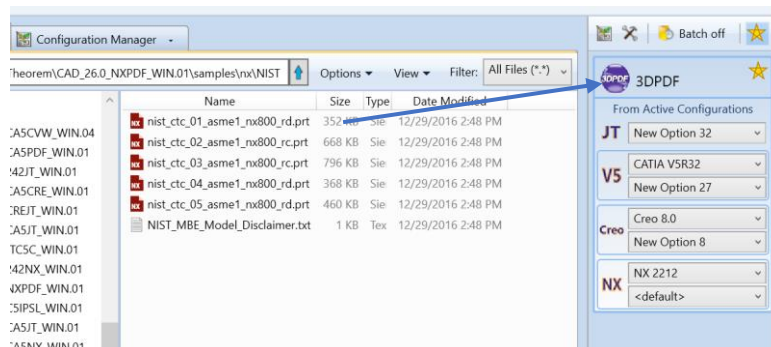 Configuration Manager
Batch off
Theorem\CAD_26.0_NXPDF_WIN.01\samples\nx\NIST
Options
View
Filter:
All Files (*.*)
3DPDF
3DPDF
Name Size Type Date Modified
nist_ctc_01_asme1_nx800_rd.prt 352 KB Sie 12/29/2016 2:48 PM
nist_ctc_02_asme1_nx800_rc.prt 668 KB Sie 12/29/2016 2:48 PM
nist_ctc_03_asme1_nx800_rc.prt 796 KB Sie 12/29/2016 2:48 PM
nist_ctc_04_asme1_nx800_rd.prt 368 KB Sie 12/29/2016 2:48 PM
nist_ctc_05_asme1_nx800_rd.prt 460 KB Sie 12/29/2016 2:48 PM
NIST_MBE_Model_Disclaimer.txt 1 KB Tex 12/29/2016 2:48 PM
CA5CVW_WIN.04
CA5PDF_WIN.01
242JT_WIN.01
CA5CRE_WIN.01
CREJT_WIN.01
CA5JT_WIN.01
TC5C_WIN.01
242NX_WIN.01
NXPDF_WIN.01
C5IPSL_WIN.01
CA5JT_WIN.01
CA5NX_WIN.01
From Active Configurations
JT New Option 32
V5 CATIA V5R32
New Option 27
Creo Creo 8.0
New Option 8
NX NX 2212
<default>